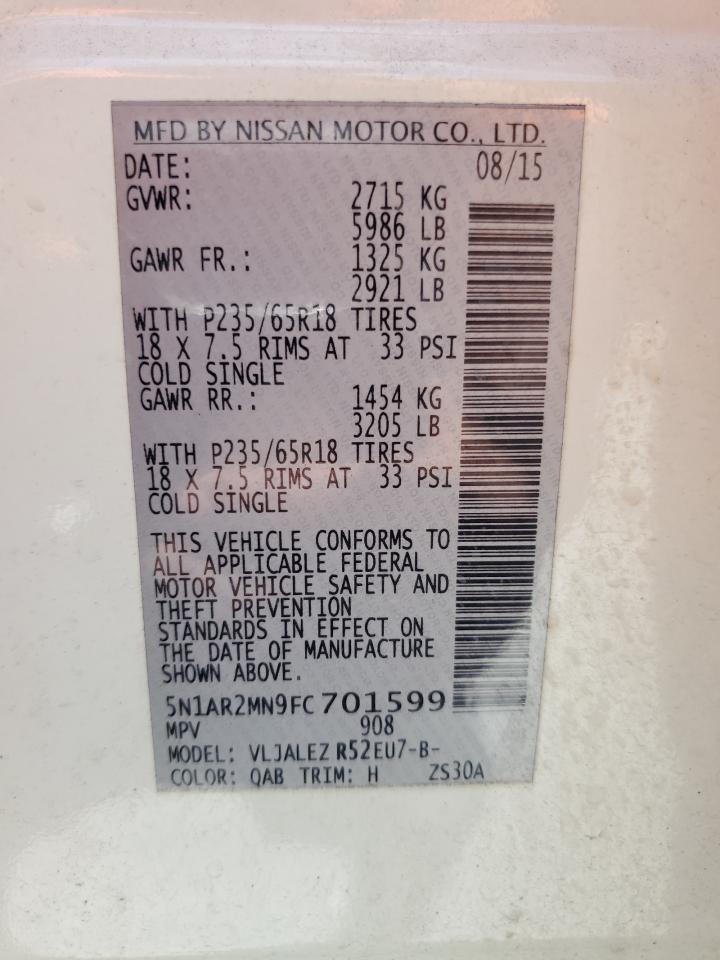 MFD BY NISSAN MOTOR CO., LTD.
DATE: 08/15
GVWR: 2715 KG
5986 LB
GAWR FR.: 1325 KG
2921 LB
WITH P235/65R18 TIRES
18 X 7.5 RIMS AT 33 PSI
COLD SINGLE
GAWR RR.: 1454 KG
3205 LB
WITH P235/65R18 TIRES
18 X 7.5 RIMS AT 33 PSI
COLD SINGLE
THIS VEHICLE CONFORMS TO
ALL APPLICABLE FEDERAL
MOTOR VEHICLE SAFETY AND
THEFT PREVENTION
STANDARDS IN EFFECT ON
THE DATE OF MANUFACTURE
SHOWN ABOVE.
5N1AR2MN9FC701599
MPV 908
MODEL: VLJALEZ R52EU7-B-
COLOR: QAB TRIM: H ZS30A